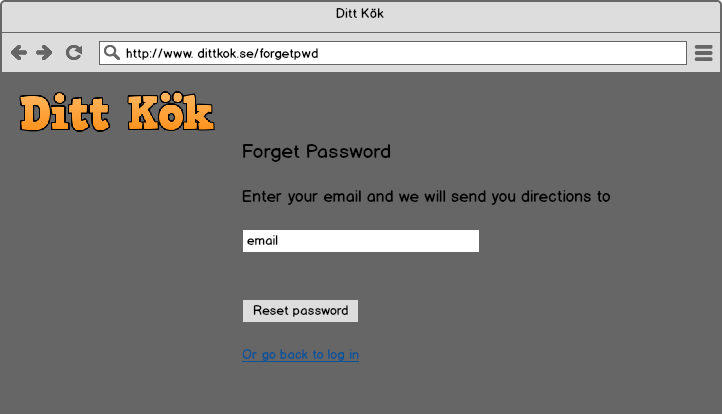 Ditt Kök
http://www. dittkok.se/forgetpwd
Ditt Kök
Forget Password
Enter your email and we will send you directions to
email
Reset password
Or go back to log in